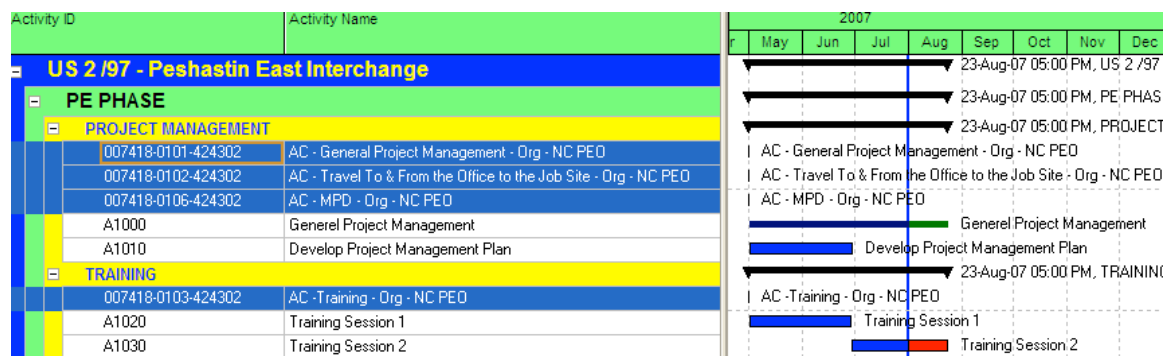 Activity ID Activity Name 2007
r May Jun Jul Aug Sep Oct Nov Dec
US 2 /97 - Peshastin East Interchange 23-Aug-07 05:00 PM, US 2 /97
PE PHASE 23-Aug-07 05:00 PM, PE PHAS
PROJECT MANAGEMENT 23-Aug-07 05:00 PM, PROJECT
007418-0101-424302 AC - General Project Management - Org - NC PEO AC - General Project Management - Org - NC PEO
007418-0102-424302 AC - Travel To & From the Office to the Job Site - Org - NC PEO AC - Travel To & From the Office to the Job Site - Org - NC PEO
007418-0106-424302 AC - MPD - Org - NC PEO AC - MPD - Org - NC PEO
A1000 Generel Project Management Generel Project Management
A1010 Develop Project Management Plan Develop Project Management Plan
TRAINING 23-Aug-07 05:00 PM, TRAINING
007418-0103-424302 AC -Training - Org - NC PEO AC -Training - Org - NC PEO
A1020 Training Session 1 Training Session 1
A1030 Training Session 2 Training Session 2